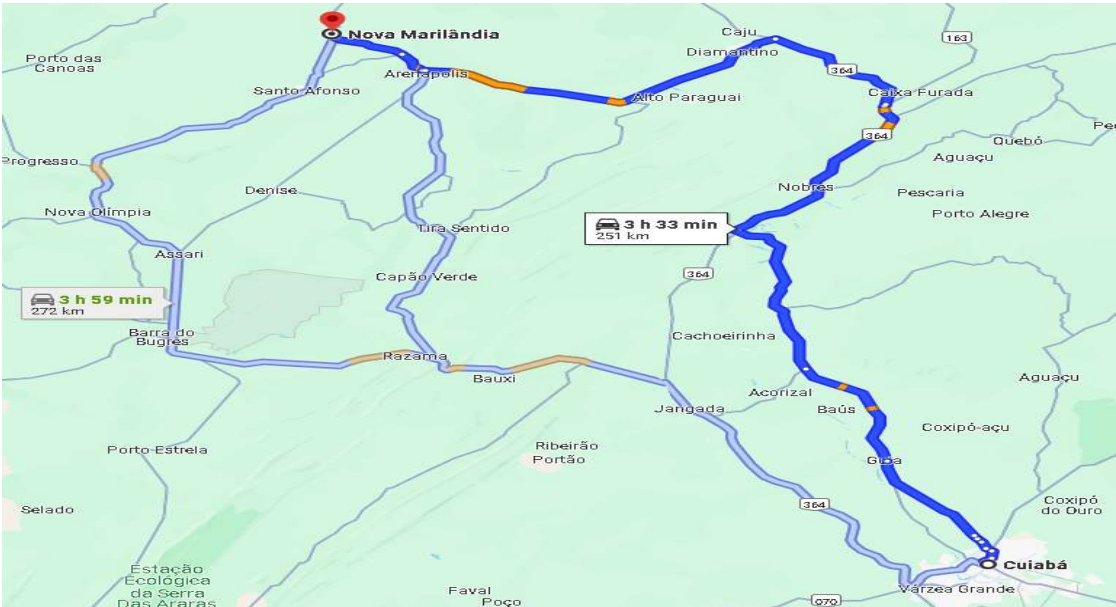 Nova Marilândia
Caju
163
Diamantino
Porto das
Canoas
Arenápolis
364
Santo Afonso
Alto Paraguai
Caixa Furada
364
Quebó
Progresso
Aguaçu
Denise
Nobres
Pescaria
Nova Olímpia
Porto Alegre
3 h 33 min
251 km
Tira Sentido
Assari
364
Capão Verde
3 h 59 min
272 km
Barra do
Bugres
Cachoeirinha
Razama
Bauxi
Aguaçu
Acorizal
Jangada
Baús
Coxipó-açu
Ribeirão
Portão
Porto Estrela
Guia
Selado
364
Coxipó
do Ouro
Cuiabá
Estação
Ecológica
da Serra
Das Araras
Faval
Poço
Várzea Grande
070